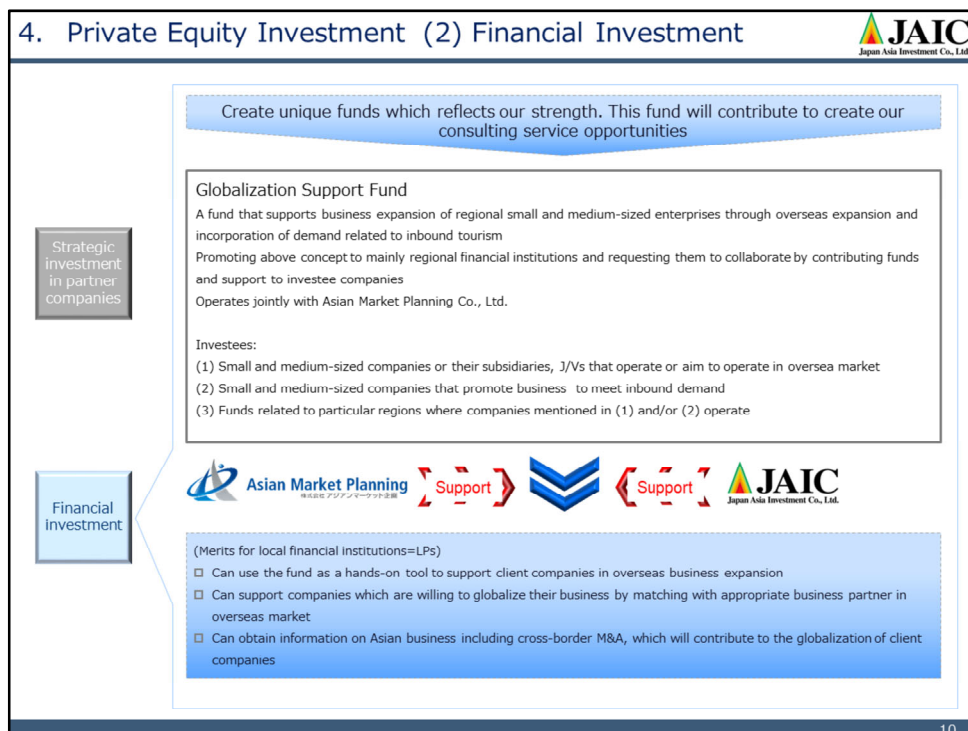 4. Private Equity Investment (2) Financial Investment
JAIC
Japan Asia Investment Co., Ltd.
Create unique funds which reflects our strength. This fund will contribute to create our
consulting service opportunities
Strategic
investment
in partner
companies
Globalization Support Fund
A fund that supports business expansion of regional small and medium-sized enterprises through overseas expansion and
incorporation of demand related to inbound tourism
Promoting above concept to mainly regional financial institutions and requesting them to collaborate by contributing funds
and support to investee companies
Operates jointly with Asian Market Planning Co., Ltd.
Investees:
(1) Small and medium-sized companies or their subsidiaries, J/Vs that operate or aim to operate in oversea market
(2) Small and medium-sized companies that promote business to meet inbound demand
(3) Funds related to particular regions where companies mentioned in (1) and/or (2) operate
Financial
investment
Asian Market Planning
株式会社 アジアンマーケット企画
Support
Support
JAIC
Japan Asia Investment Co., Ltd.
(Merits for local financial institutions=LPs)
Can use the fund as a hands-on tool to support client companies in overseas business expansion
Can support companies which are willing to globalize their business by matching with appropriate business partner in
overseas market
Can obtain information on Asian business including cross-border M&A, which will contribute to the globalization of client
companies
10